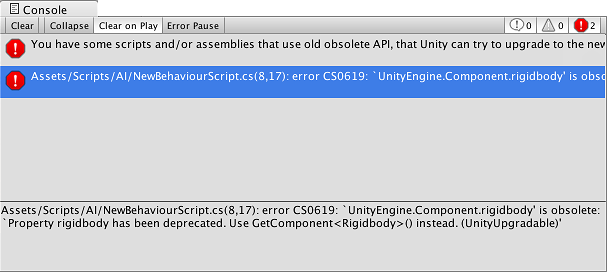 Console
Clear Collapse Clear on Play Error Pause 0 0 2
You have some scripts and/or assemblies that use old obsolete API, that Unity can try to upgrade to the new
Assets/Scripts/AI/NewBehaviourScript.cs(8,17): error CS0619: `UnityEngine.Component.rigidbody' is obso
Assets/Scripts/AI/NewBehaviourScript.cs(8,17): error CS0619: `UnityEngine.Component.rigidbody' is obsolete:
`Property rigidbody has been deprecated. Use GetComponent<Rigidbody>() instead. (UnityUpgradable)'